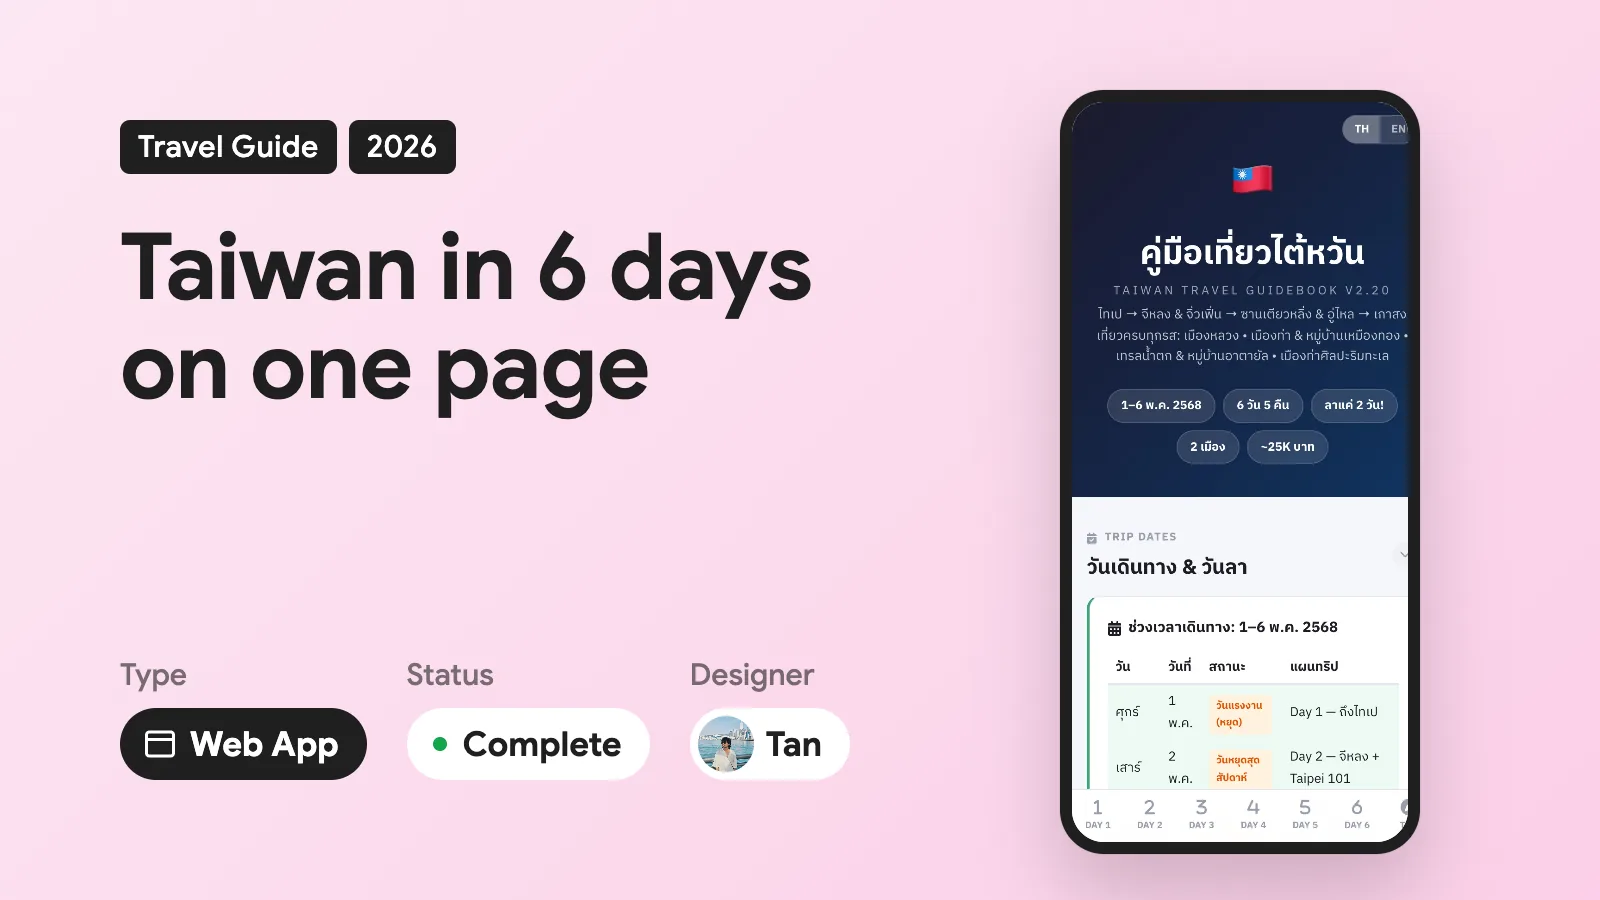 Travel Guide
2026
Taiwan in 6 days
on one page
Type
Web App
Status
Complete
Designer
Tan
TH
EN
คู่มือเที่ยวไต้หวัน
TAIWAN TRAVEL GUIDEBOOK V2.20
ไทเป → จีหลง & จิ่วเฟิ่น → ซานเตียวหลิ่ง & อู่ไหล → เกาสง
เที่ยวครบทุกรส: เมืองหลวง • เมืองท่า & หมู่บ้านเหมืองทอง •
เทรลน้ำตก & หมู่บ้านอาตายัล • เมืองท่าศิลปะริมทะเล
1–6 พ.ค. 2568
6 วัน 5 คืน
ลาแค่ 2 วัน!
2 เมือง
~25K บาท
TRIP DATES
วันเดินทาง & วันลา
ช่วงเวลาเดินทาง: 1–6 พ.ค. 2568
วัน วันที่ สถานะ แผนทริป
ศุกร์
1
พ.ค.
วันแรงงาน
(หยุด)
Day 1 — ถึงไทเป
เสาร์
2
พ.ค.
วันหยุดสุด
สัปดาห์
Day 2 — จีหลง +
Taipei 101
1 2 3 4 5 6
DAY 1 DAY 2 DAY 3 DAY 4 DAY 5 DAY 6